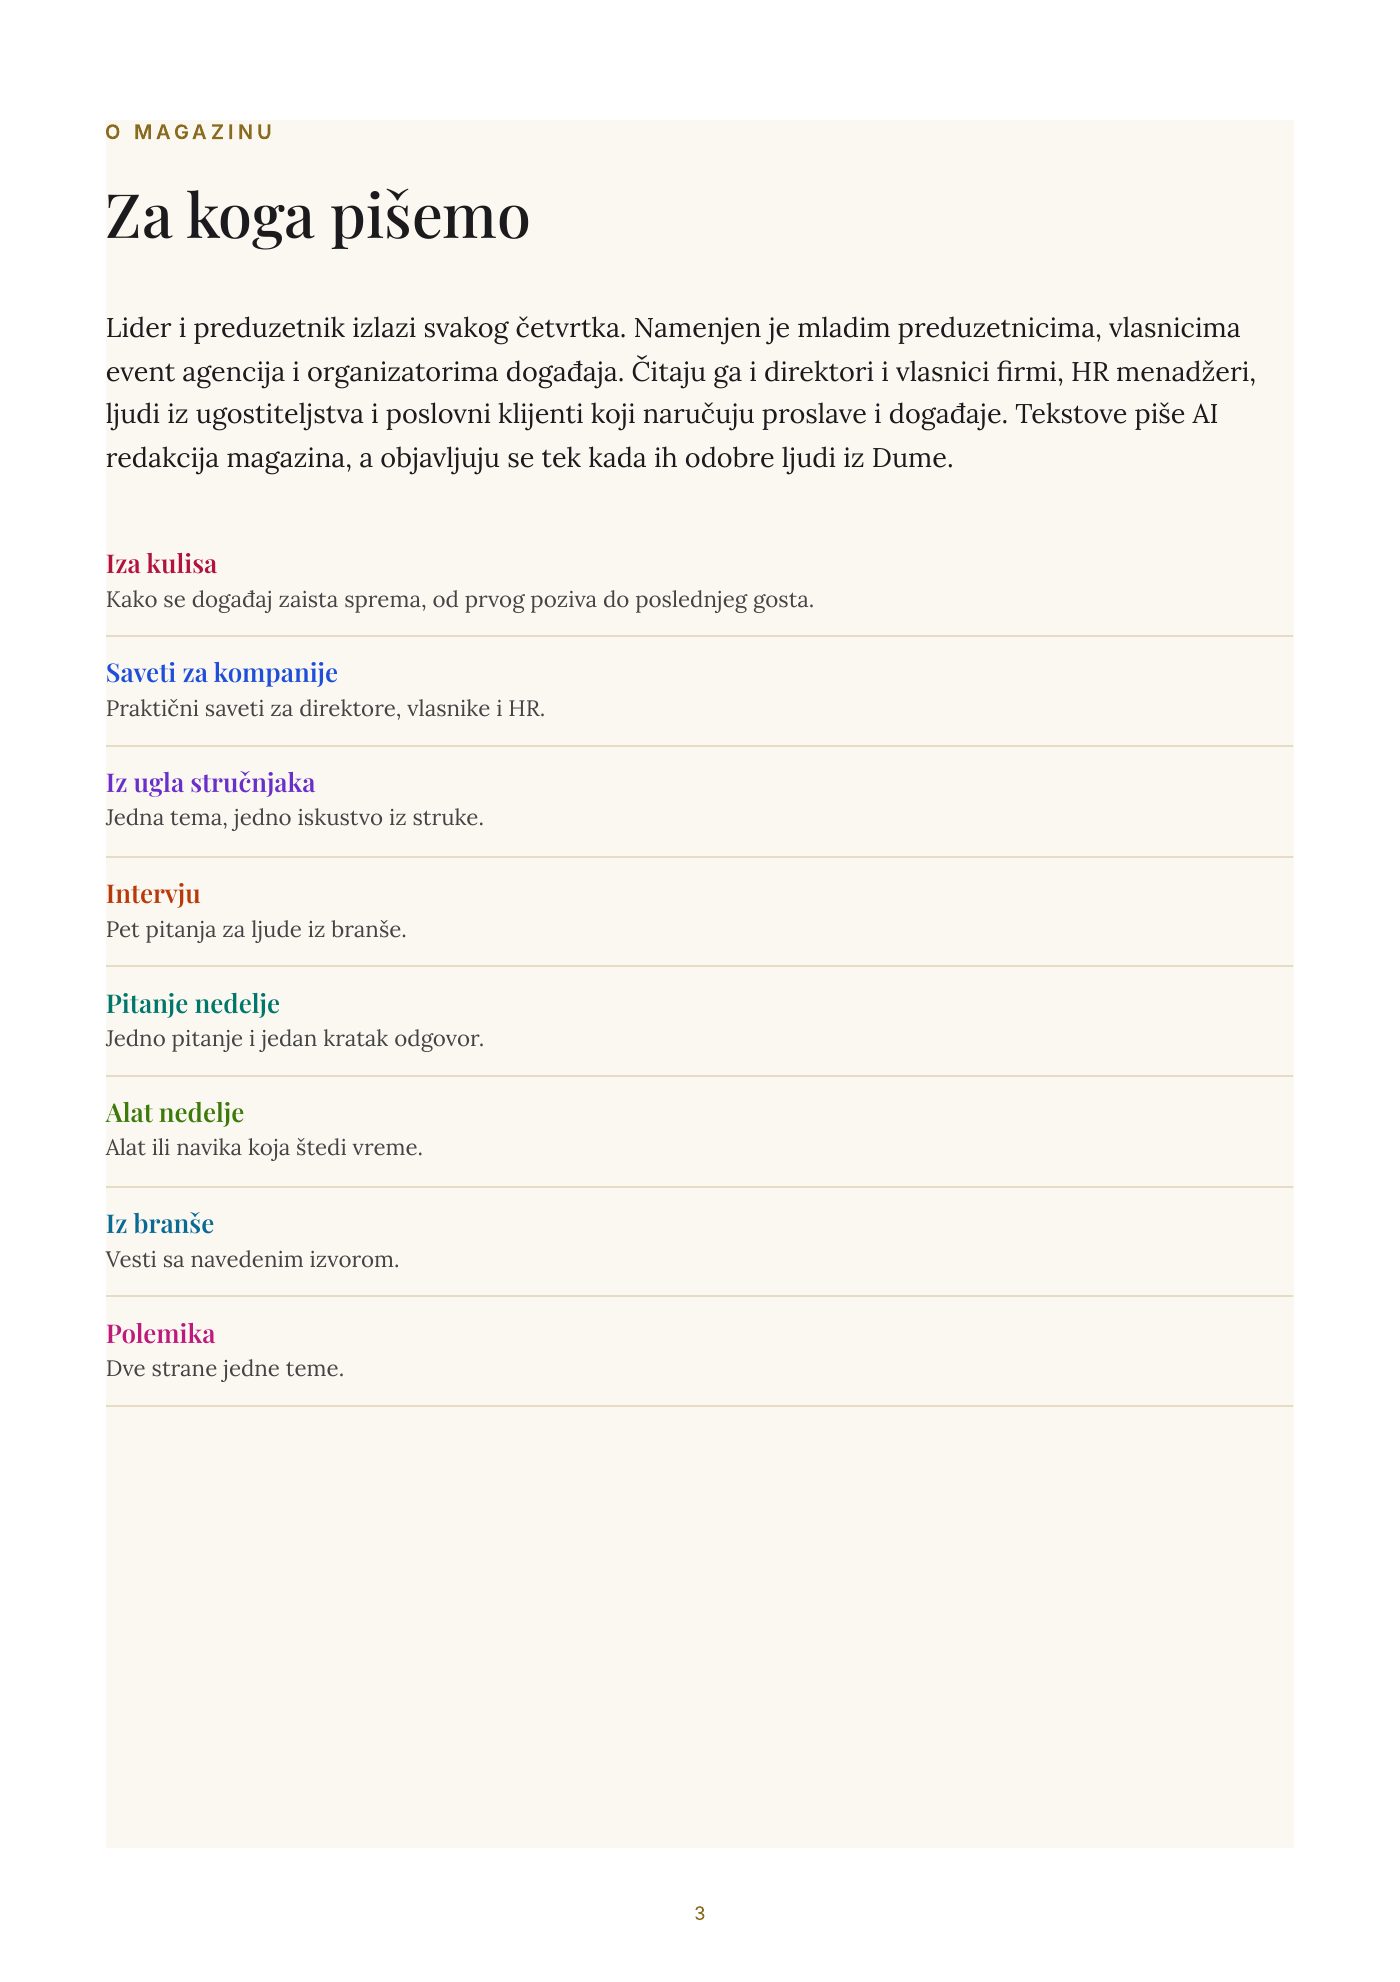 O MAGAZINU
Za koga pišemo
Lider i preduzetnik izlazi svakog četvrtka. Namenjen je mladim preduzetnicima, vlasnicima
event agencija i organizatorima događaja. Čitaju ga i direktori i vlasnici firmi, HR menadžeri,
ljudi iz ugostiteljstva i poslovni klijenti koji naručuju proslave i događaje. Tekstove piše AI
redakcija magazina, a objavljuju se tek kada ih odobre ljudi iz Dume.
Iza kulisa
Kako se događaj zaista sprema, od prvog poziva do poslednjeg gosta.
Saveti za kompanije
Praktični saveti za direktore, vlasnike i HR.
Iz ugla stručnjaka
Jedna tema, jedno iskustvo iz struke.
Intervju
Pet pitanja za ljude iz branše.
Pitanje nedelje
Jedno pitanje i jedan kratak odgovor.
Alat nedelje
Alat ili navika koja štedi vreme.
Iz branše
Vesti sa navedenim izvorom.
Polemika
Dve strane jedne teme.
3